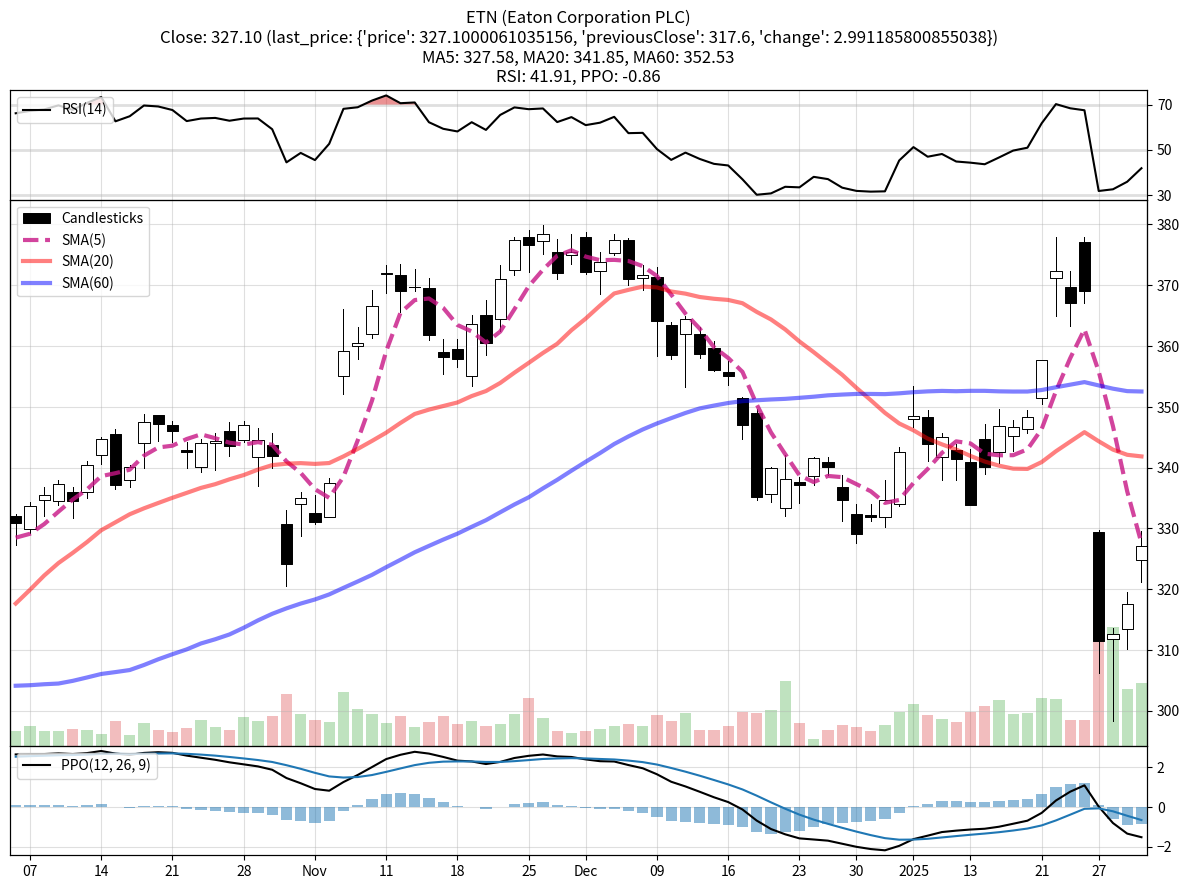 ETN (Eaton Corporation PLC)
Close: 327.10 (last_price: {'price': 327.1000061035156, 'previousClose': 317.6, 'change': 2.991185800855038})
MA5: 327.58, MA20: 341.85, MA60: 352.53
RSI: 41.91, PPO: -0.86
RSI(14)
70
50
30
Candlesticks
SMA(5)
SMA(20)
SMA(60)
380
370
360
350
340
330
320
310
300
PPO(12, 26, 9)
2
0
−2
07 14 21 28 Nov 11 18 25 Dec 09 16 23 30 2025 13 21 27